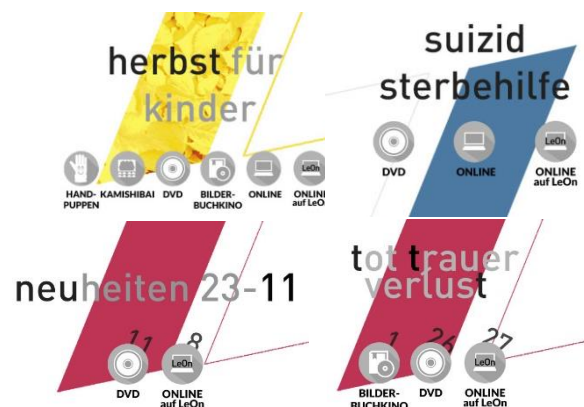 herbst für
kinder
HAND-
PUPPEN
KAMISHIBAI
DVD
BILDER-
BUCHKINO
ONLINE
LeOn
ONLINE
auf LeOn
suizid
sterbehilfe
DVD
ONLINE
LeOn
ONLINE
auf LeOn
neuheiten 23-11
11 8
DVD
LeOn
ONLINE
auf LeOn
tot trauer
verlust
1 26 27
BILDER-
BUCHKINO
DVD
LeOn
ONLINE
auf LeOn